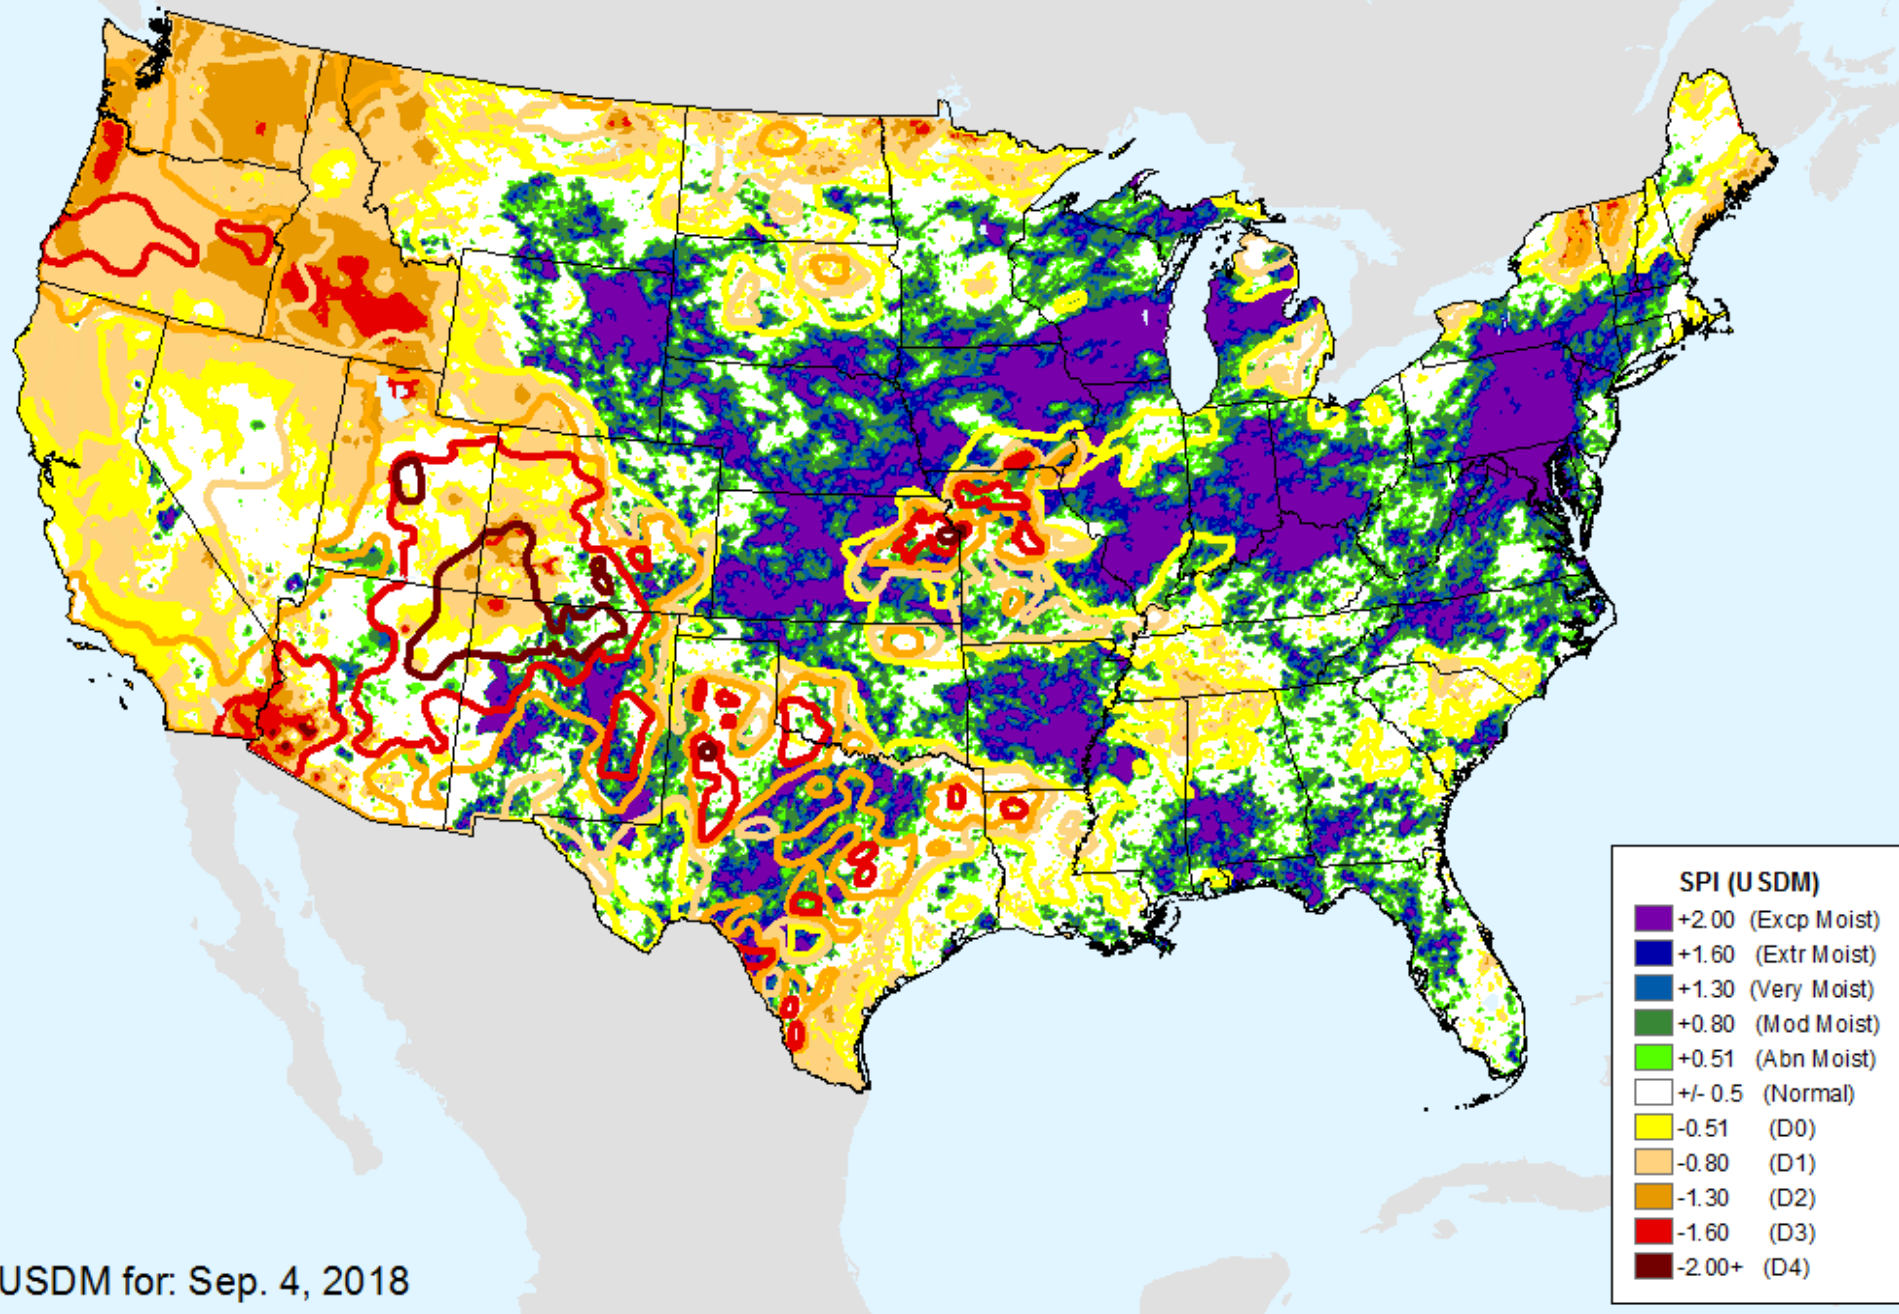 SPI (USDM)
+2.00 (Excp Moist)
+1.60 (Extr Moist)
+1.30 (Very Moist)
+0.80 (Mod Moist)
+0.51 (Abn Moist)
+/- 0.5 (Normal)
-0.51 (D0)
-0.80 (D1)
-1.30 (D2)
-1.60 (D3)
-2.00+ (D4)
USDM for: Sep. 4, 2018